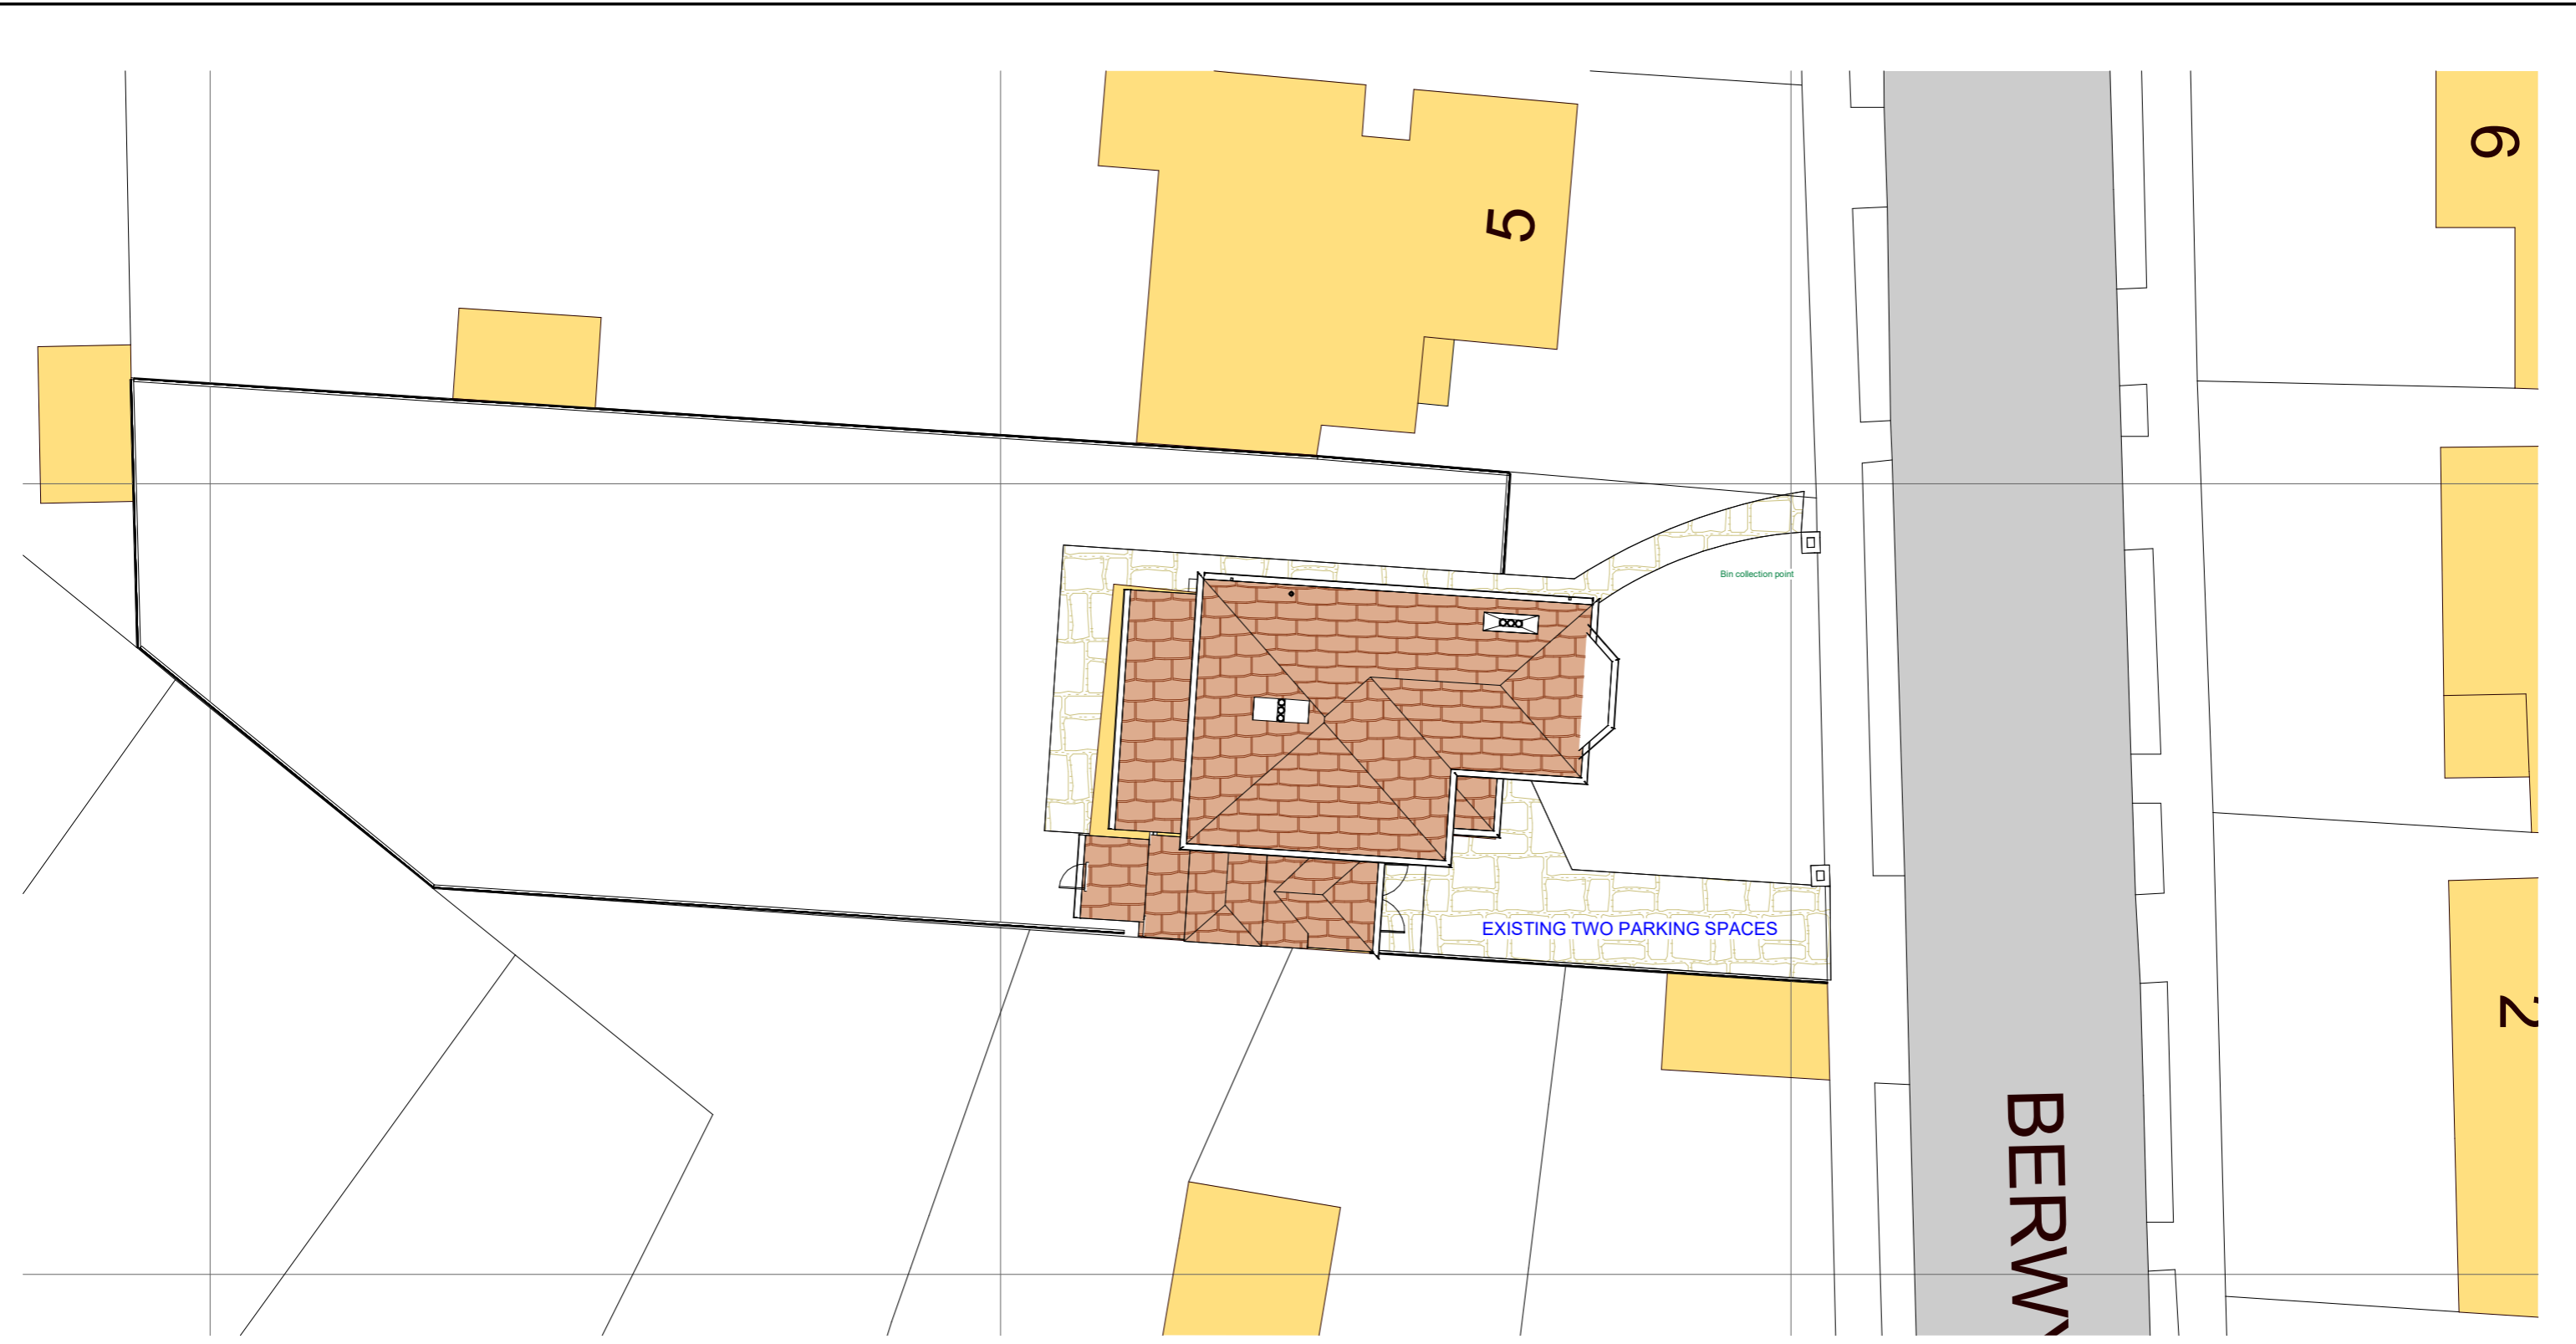 6
5
Bin collection point
EXISTING TWO PARKING SPACES
2
BERW